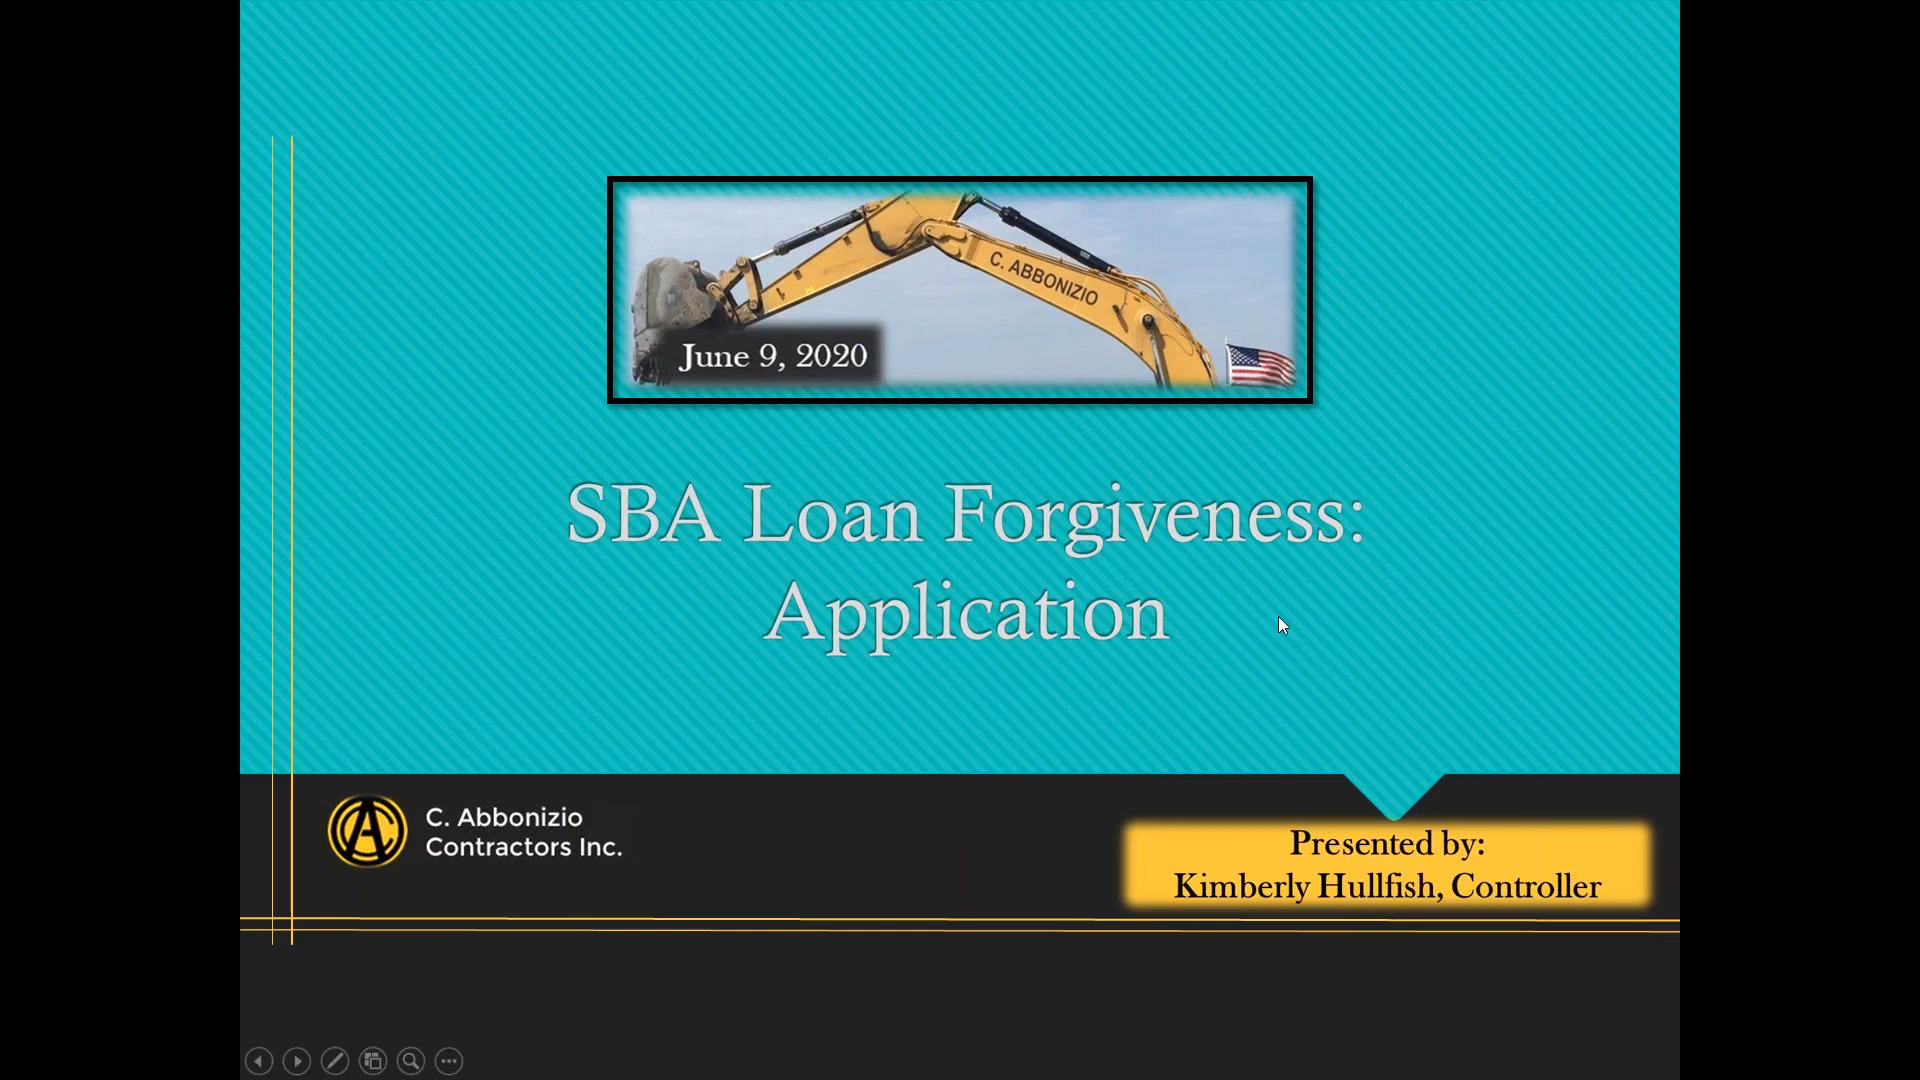 C. ABBONIZIO
June 9, 2020
SBA Loan Forgiveness:
Application
C. Abbonizio
Contractors Inc.
Presented by:
Kimberly Hullfish, Controller